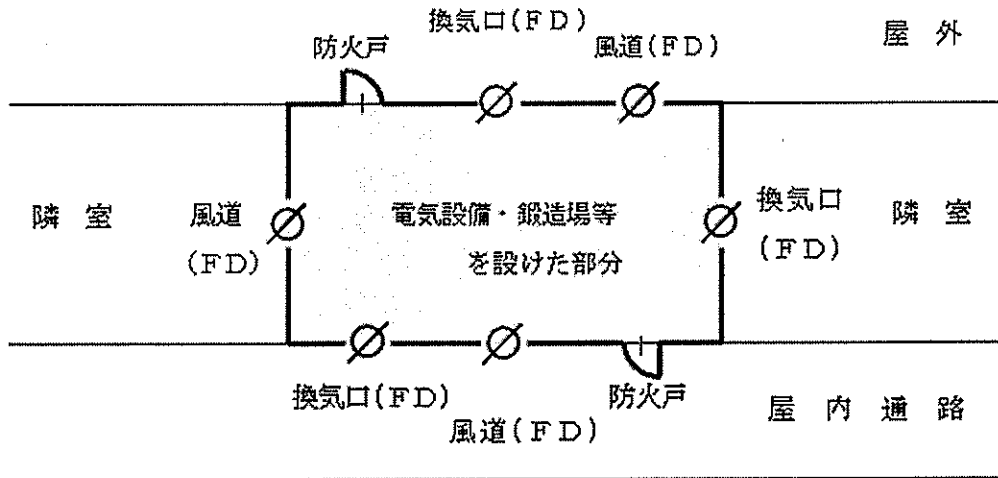 換気口(FD)
屋外
防火戸
風道(FD)
隣室
風道
(FD)
電気設備・鍛造場等
を設けた部分
換気口
(FD)
隣室
換気口(FD)
風道(FD)
防火戸
屋内通路